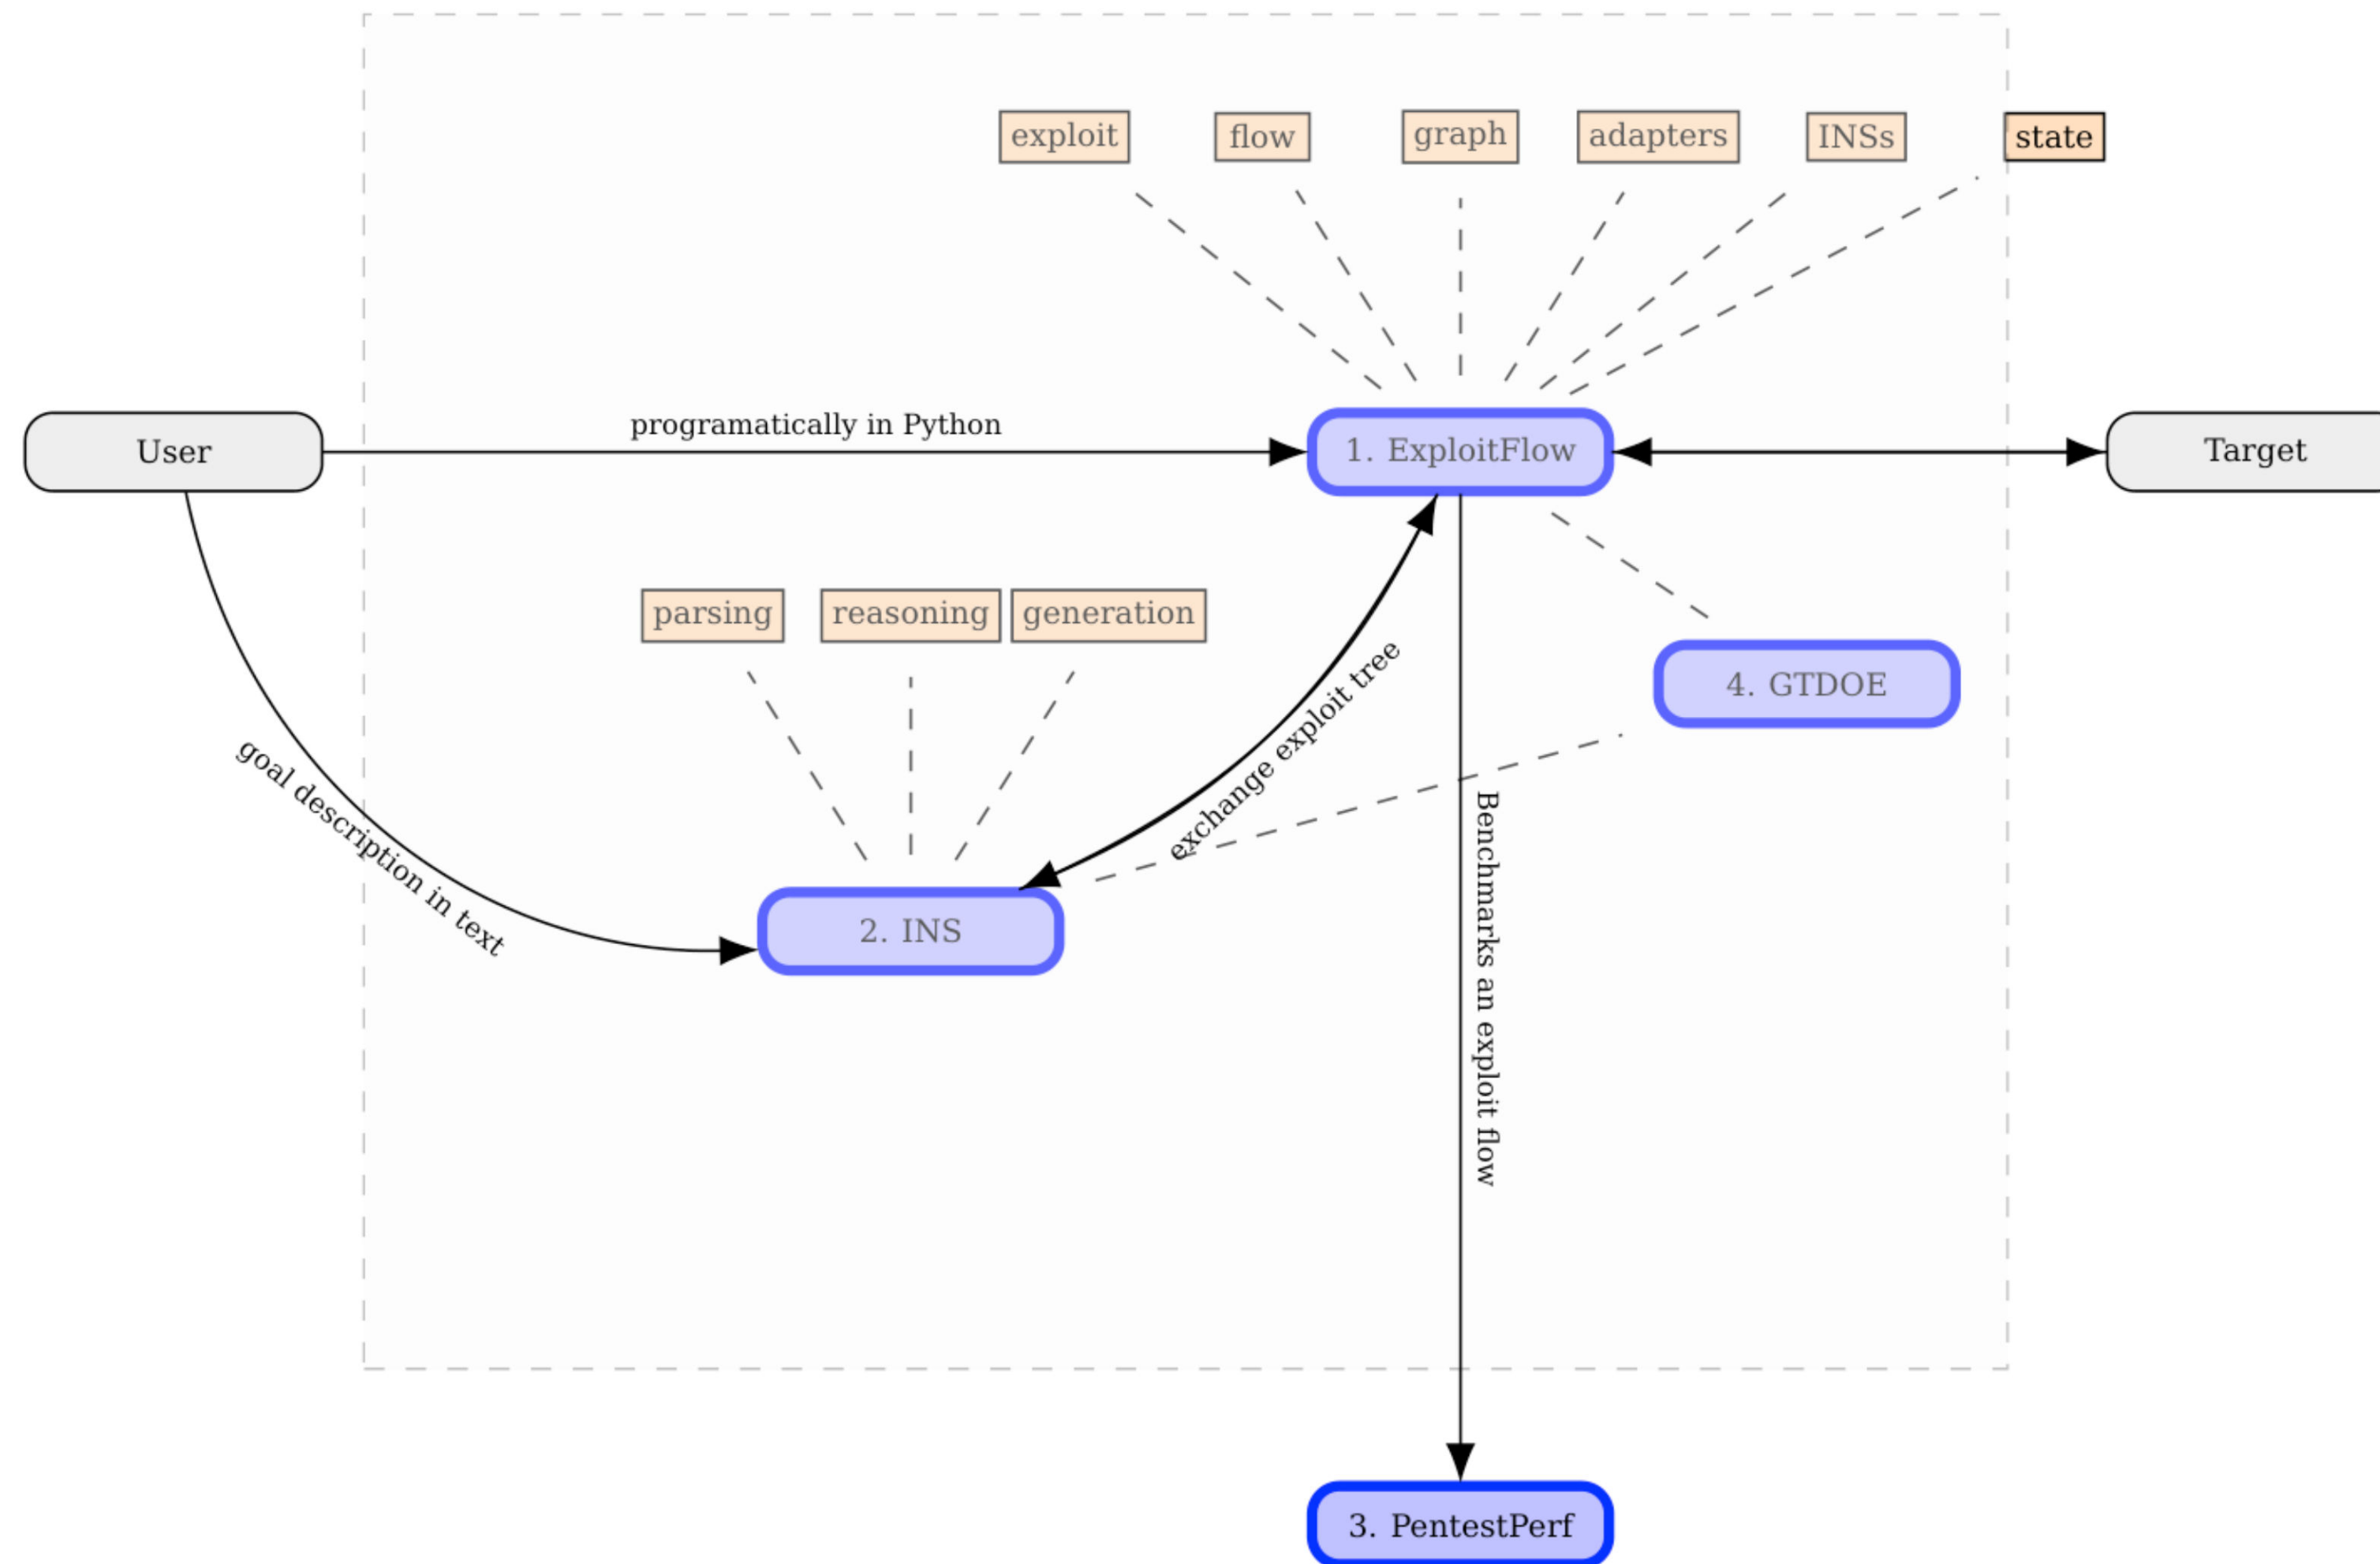 exploit
flow
graph
adapters
INSs
state
programatically in Python
User
1. ExploitFlow
Target
parsing
reasoning
generation
exchange exploit tree
4. GTDOE
goal description in text
Benchmarks an exploit flow
2. INS
3. PentestPerf